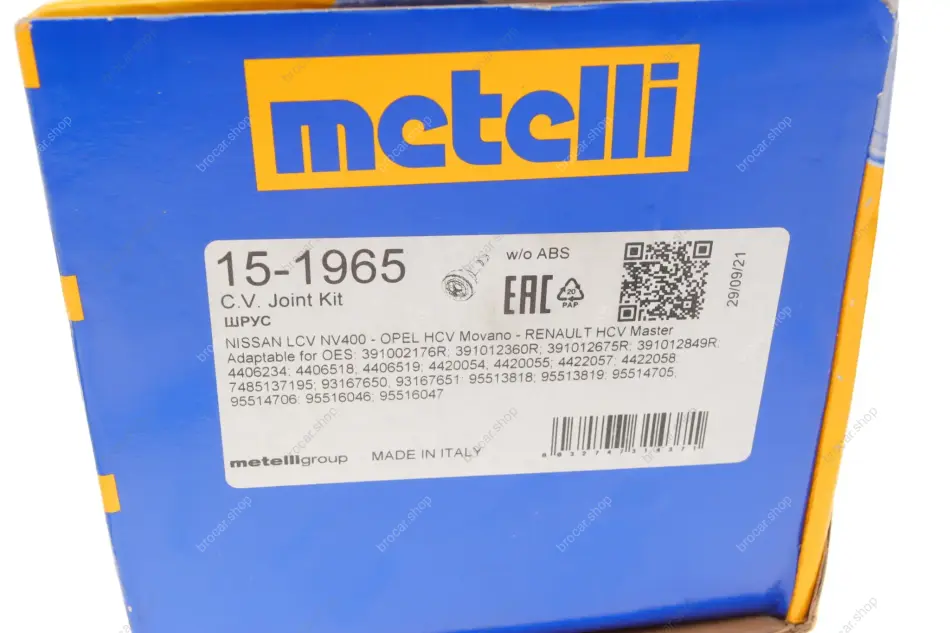 metelli
15-1965
w/o ABS
C.V. Joint Kit
ШРУС
EAC
20
PAP
29/09/21
NISSAN LCV NV400 - OPEL HCV Movano - RENAULT HCV Master
Adaptable for OES: 391002176R; 391012360R; 391012675R; 391012849R;
4406234; 4406518, 4406519; 4420054, 4420055; 4422057; 4422058
7485137195; 93167650, 93167651; 95513818; 95513819; 95514705;
95514706; 95516046; 95516047
metelligroup
MADE IN ITALY
brocar.shop